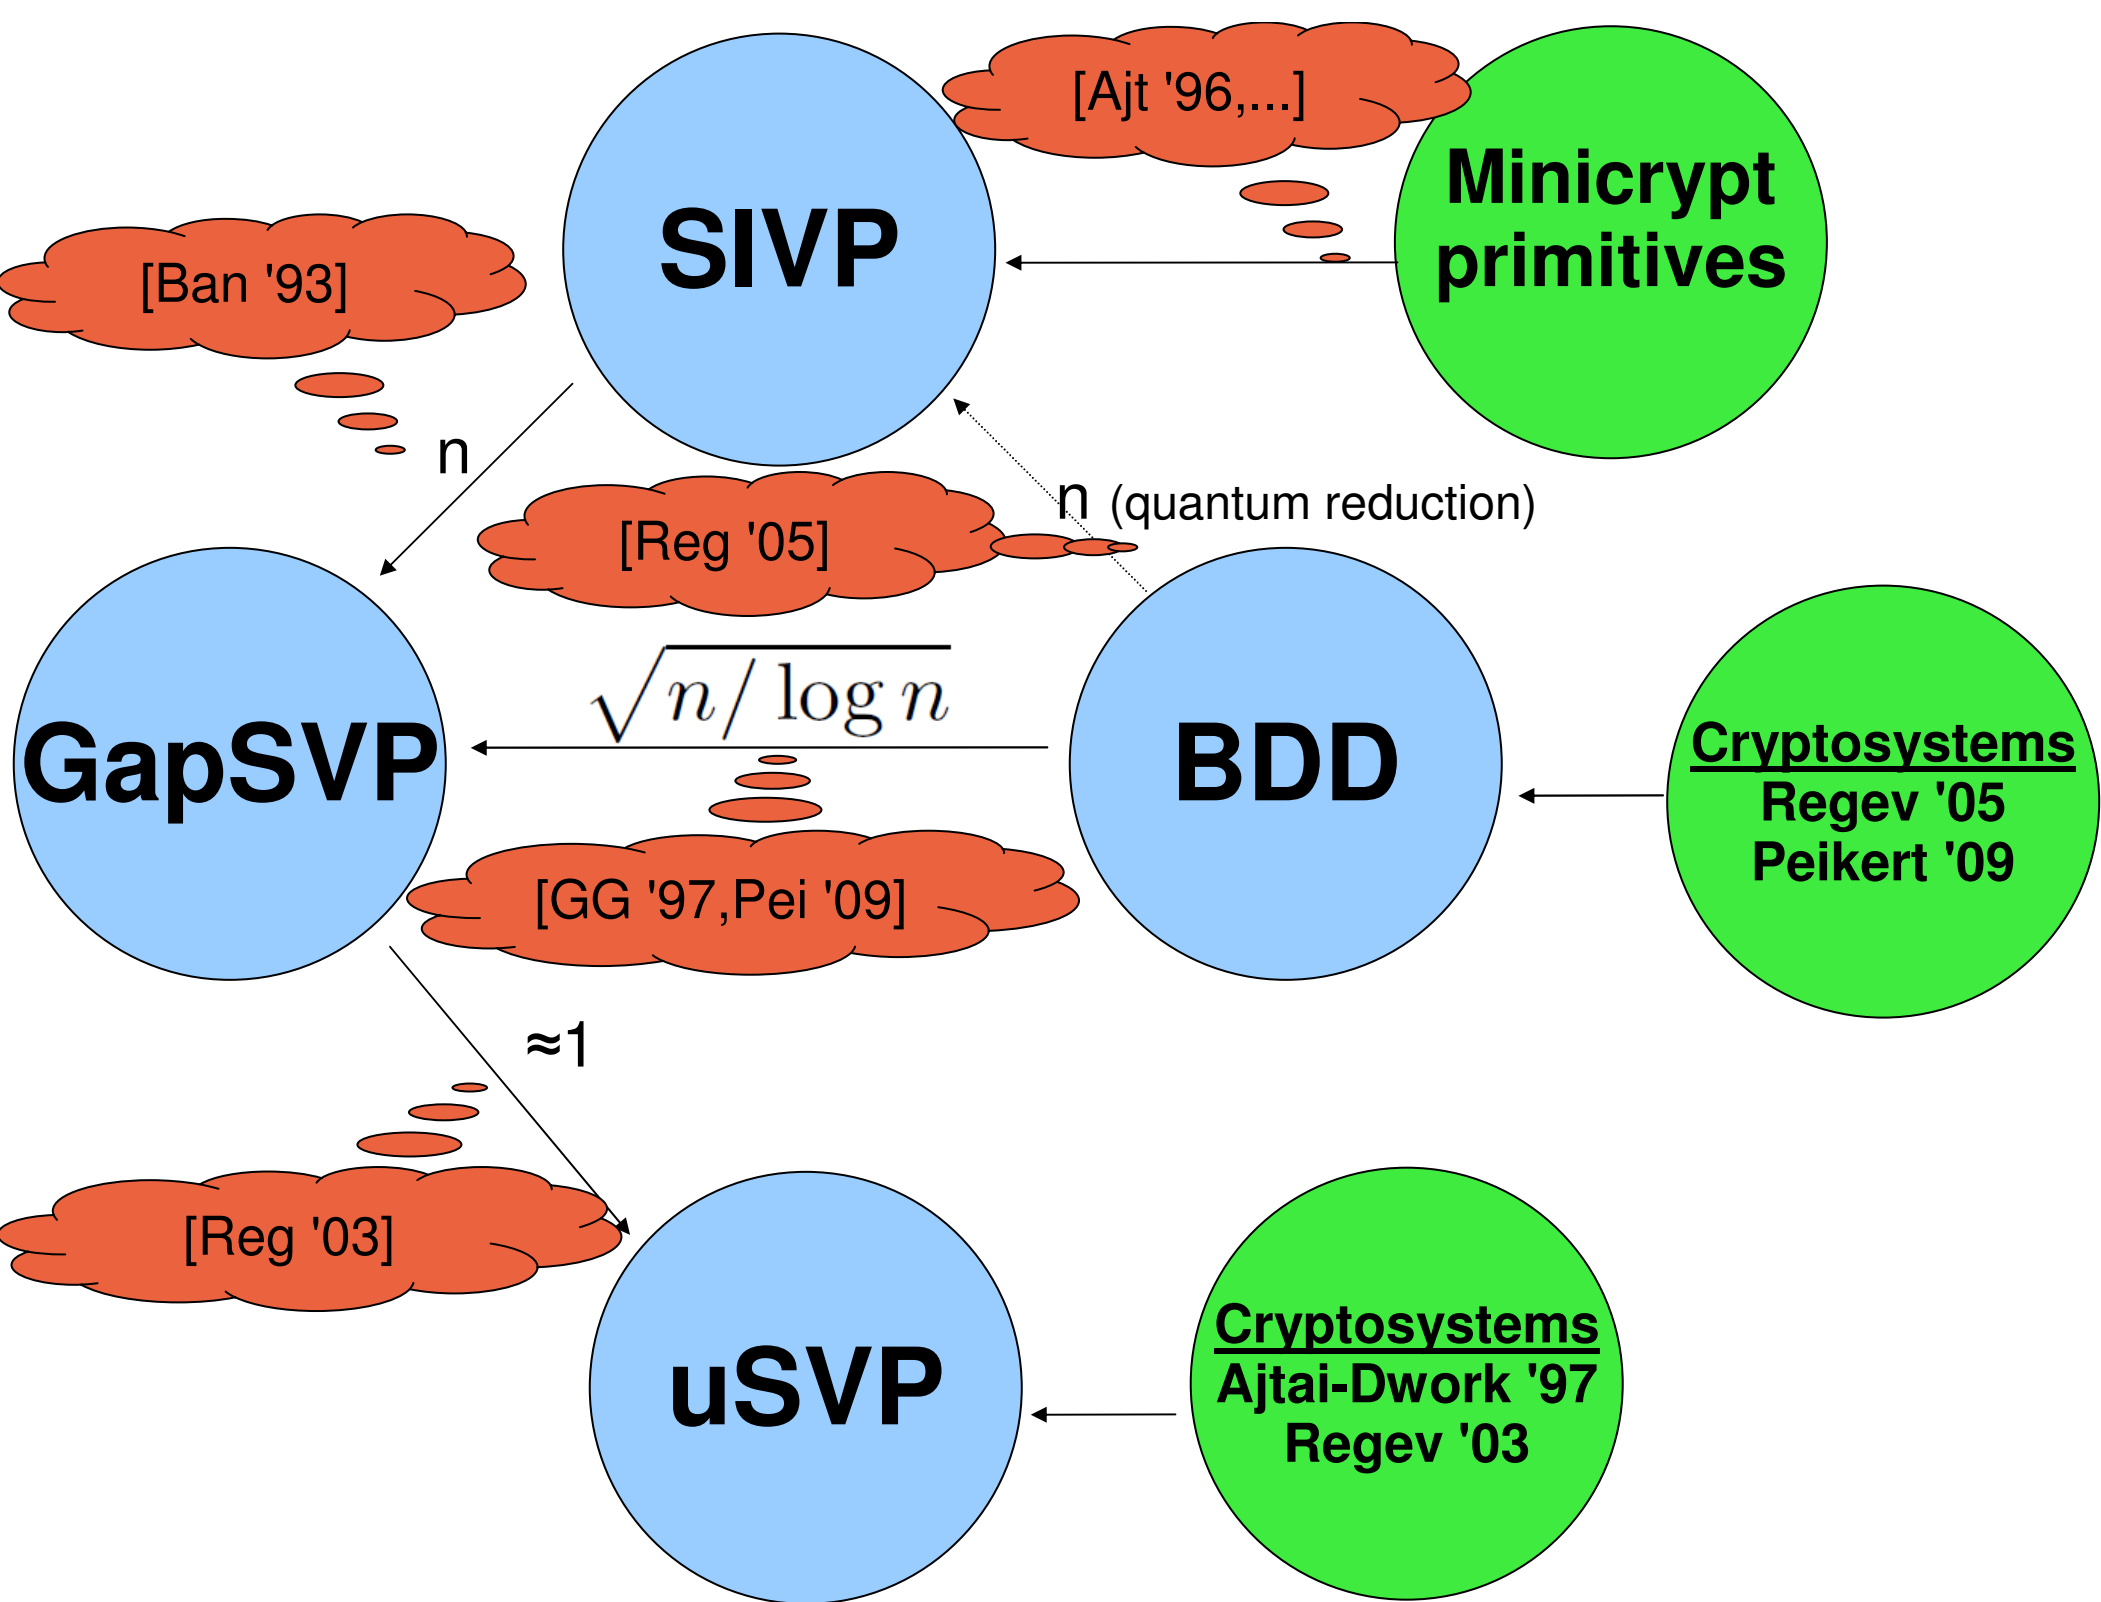 [Ajt '96,...]
Minicrypt
primitives
SIVP
[Ban '93]
n
n (quantum reduction)
[Reg '05]
√n/ log n
GapSVP
BDD
Cryptosystems
Regev '05
Peikert '09
[GG '97,Pei '09]
≈1
[Reg '03]
uSVP
Cryptosystems
Ajtai-Dwork '97
Regev '03